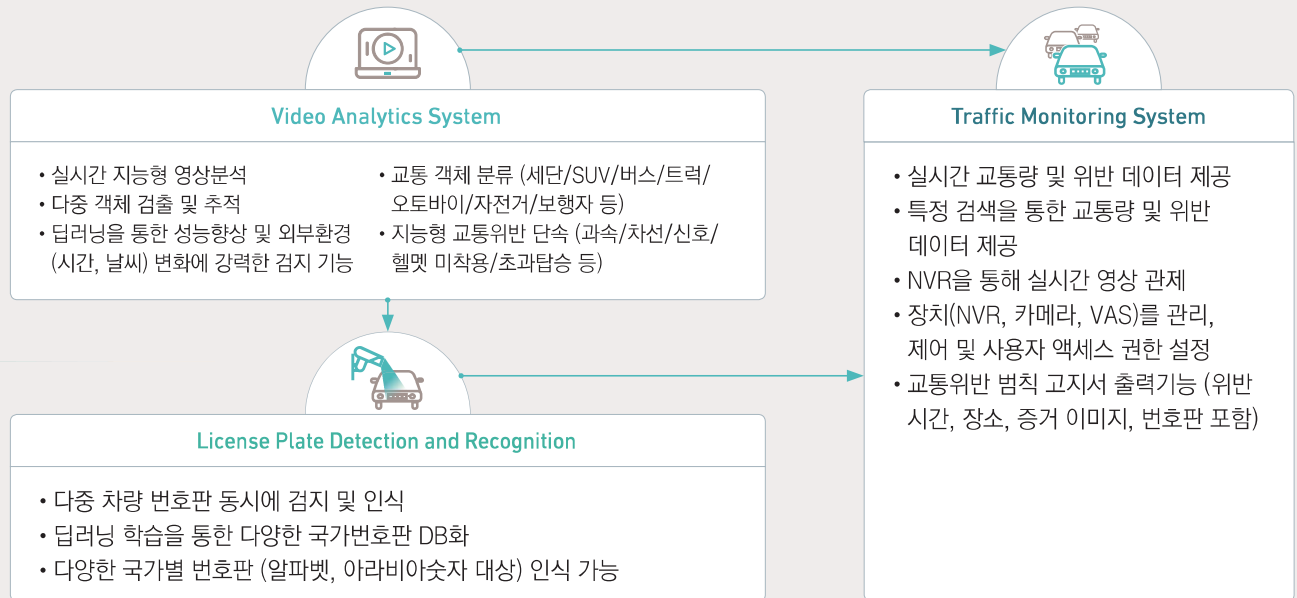 Video Analytics System
• 실시간 지능형 영상분석
• 다중 객체 검출 및 추적
• 딥러닝을 통한 성능향상 및 외부환경
(시간, 날씨) 변화에 강력한 검지 기능
• 교통 객체 분류 (세단/SUV/버스/트럭/
오토바이/자전거/보행자 등)
• 지능형 교통위반 단속 (과속/차선/신호/
헬멧 미착용/초과탑승 등)
License Plate Detection and Recognition
• 다중 차량 번호판 동시에 검지 및 인식
• 딥러닝 학습을 통한 다양한 국가번호판 DB화
• 다양한 국가별 번호판 (알파벳, 아라비아숫자 대상) 인식 가능
Traffic Monitoring System
• 실시간 교통량 및 위반 데이터 제공
• 특정 검색을 통한 교통량 및 위반
데이터 제공
• NVR을 통해 실시간 영상 관제
• 장치(NVR, 카메라, VAS)를 관리,
제어 및 사용자 액세스 권한 설정
• 교통위반 범칙 고지서 출력기능 (위반
시간, 장소, 증거 이미지, 번호판 포함)